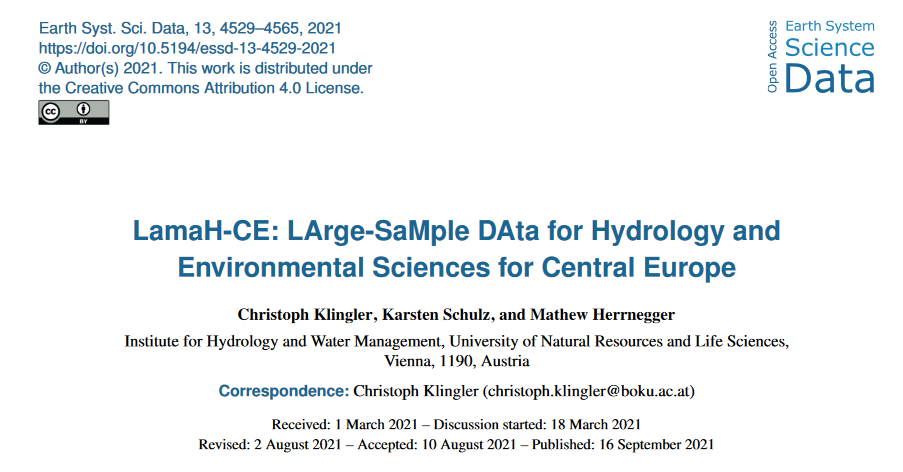 Earth Syst. Sci. Data, 13, 4529–4565, 2021
https://doi.org/10.5194/essd-13-4529-2021
© Author(s) 2021. This work is distributed under
the Creative Commons Attribution 4.0 License.
cc
BY
Open Access
Earth System
Science
Data
LamaH-CE: LArge-SaMple DAta for Hydrology and
Environmental Sciences for Central Europe
Christoph Klingler, Karsten Schulz, and Mathew Herrnegger
Institute for Hydrology and Water Management, University of Natural Resources and Life Sciences,
Vienna, 1190, Austria
Correspondence: Christoph Klingler (christoph.klingler@boku.ac.at)
Received: 1 March 2021 – Discussion started: 18 March 2021
Revised: 2 August 2021 – Accepted: 10 August 2021 – Published: 16 September 2021